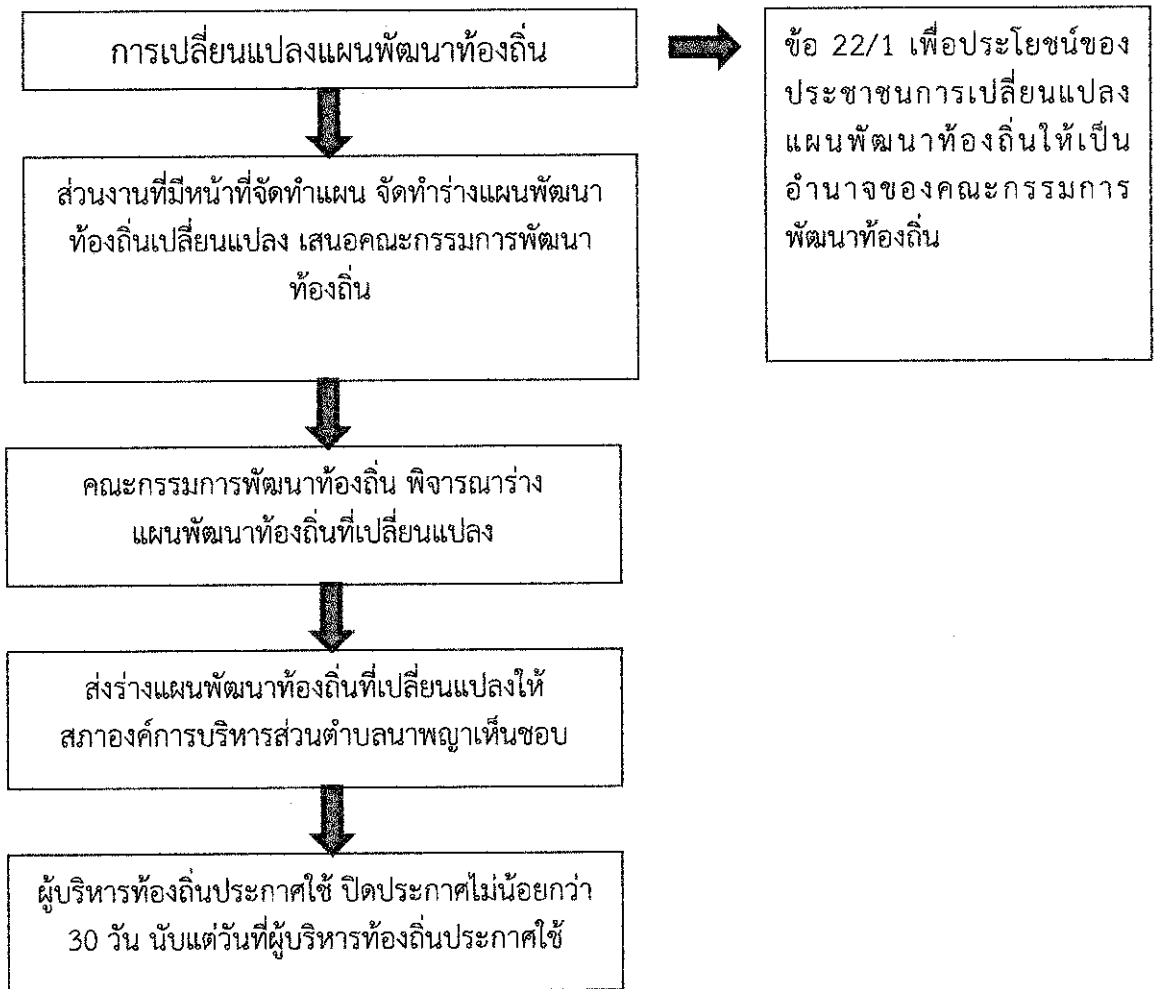 การเปลี่ยนแปลงแผนพัฒนาท้องถิ่น
ข้อ 22/1 เพื่อประโยชน์ของ
ประชาชนการเปลี่ยนแปลง
แผนพัฒนาท้องถิ่นให้เป็น
อำนาจของคณะกรรมการ
พัฒนาท้องถิ่น
ส่วนงานที่มีหน้าที่จัดทำแผน จัดทำร่างแผนพัฒนา
ท้องถิ่นเปลี่ยนแปลง เสนอคณะกรรมการพัฒนา
ท้องถิ่น
คณะกรรมการพัฒนาท้องถิ่น พิจารณาร่าง
แผนพัฒนาท้องถิ่นที่เปลี่ยนแปลง
ส่งร่างแผนพัฒนาท้องถิ่นที่เปลี่ยนแปลงให้
สภาองค์การบริหารส่วนตำบลนาพญาเห็นชอบ
ผู้บริหารท้องถิ่นประกาศใช้ ปิดประกาศไม่น้อยกว่า
30 วัน นับแต่วันที่ผู้บริหารท้องถิ่นประกาศใช้